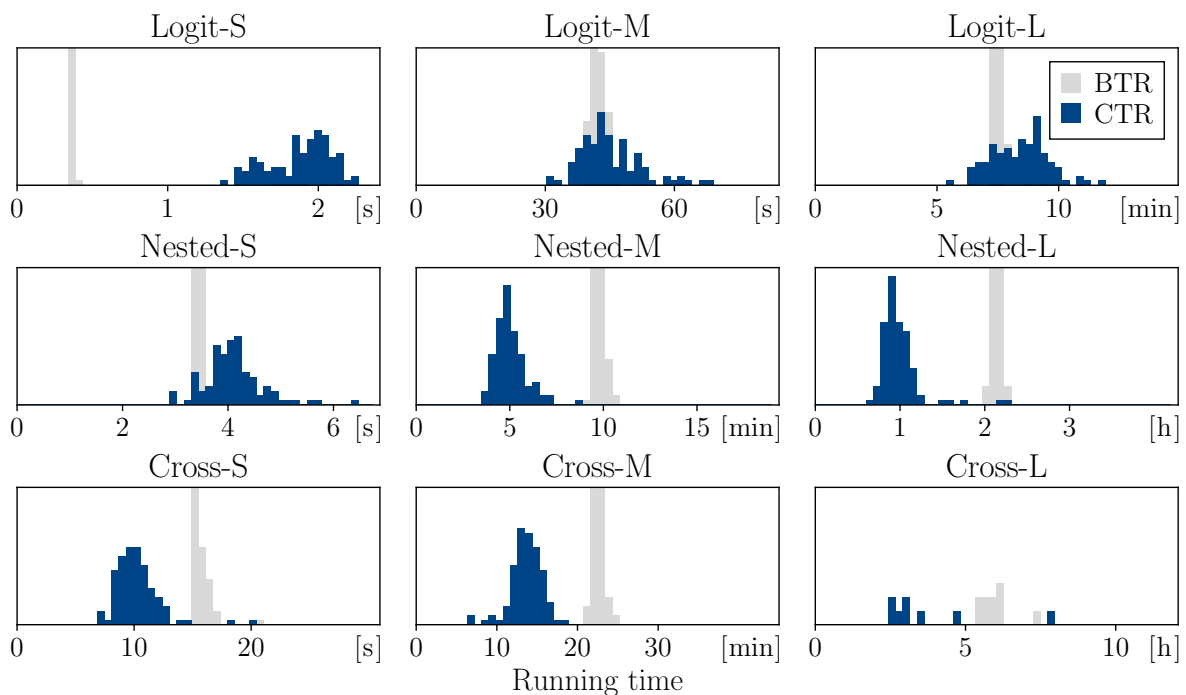 Logit-S Logit-M Logit-L
BTR
CTR
0 1 2 [s] 0 30 60 [s] 0 5 10 [min]
Nested-S Nested-M Nested-L
0 2 4 6 [s] 0 5 10 15 [min] 0 1 2 3 [h]
Cross-S Cross-M Cross-L
0 10 20 [s] 0 10 20 30 [min] 0 5 10 [h]
Running time